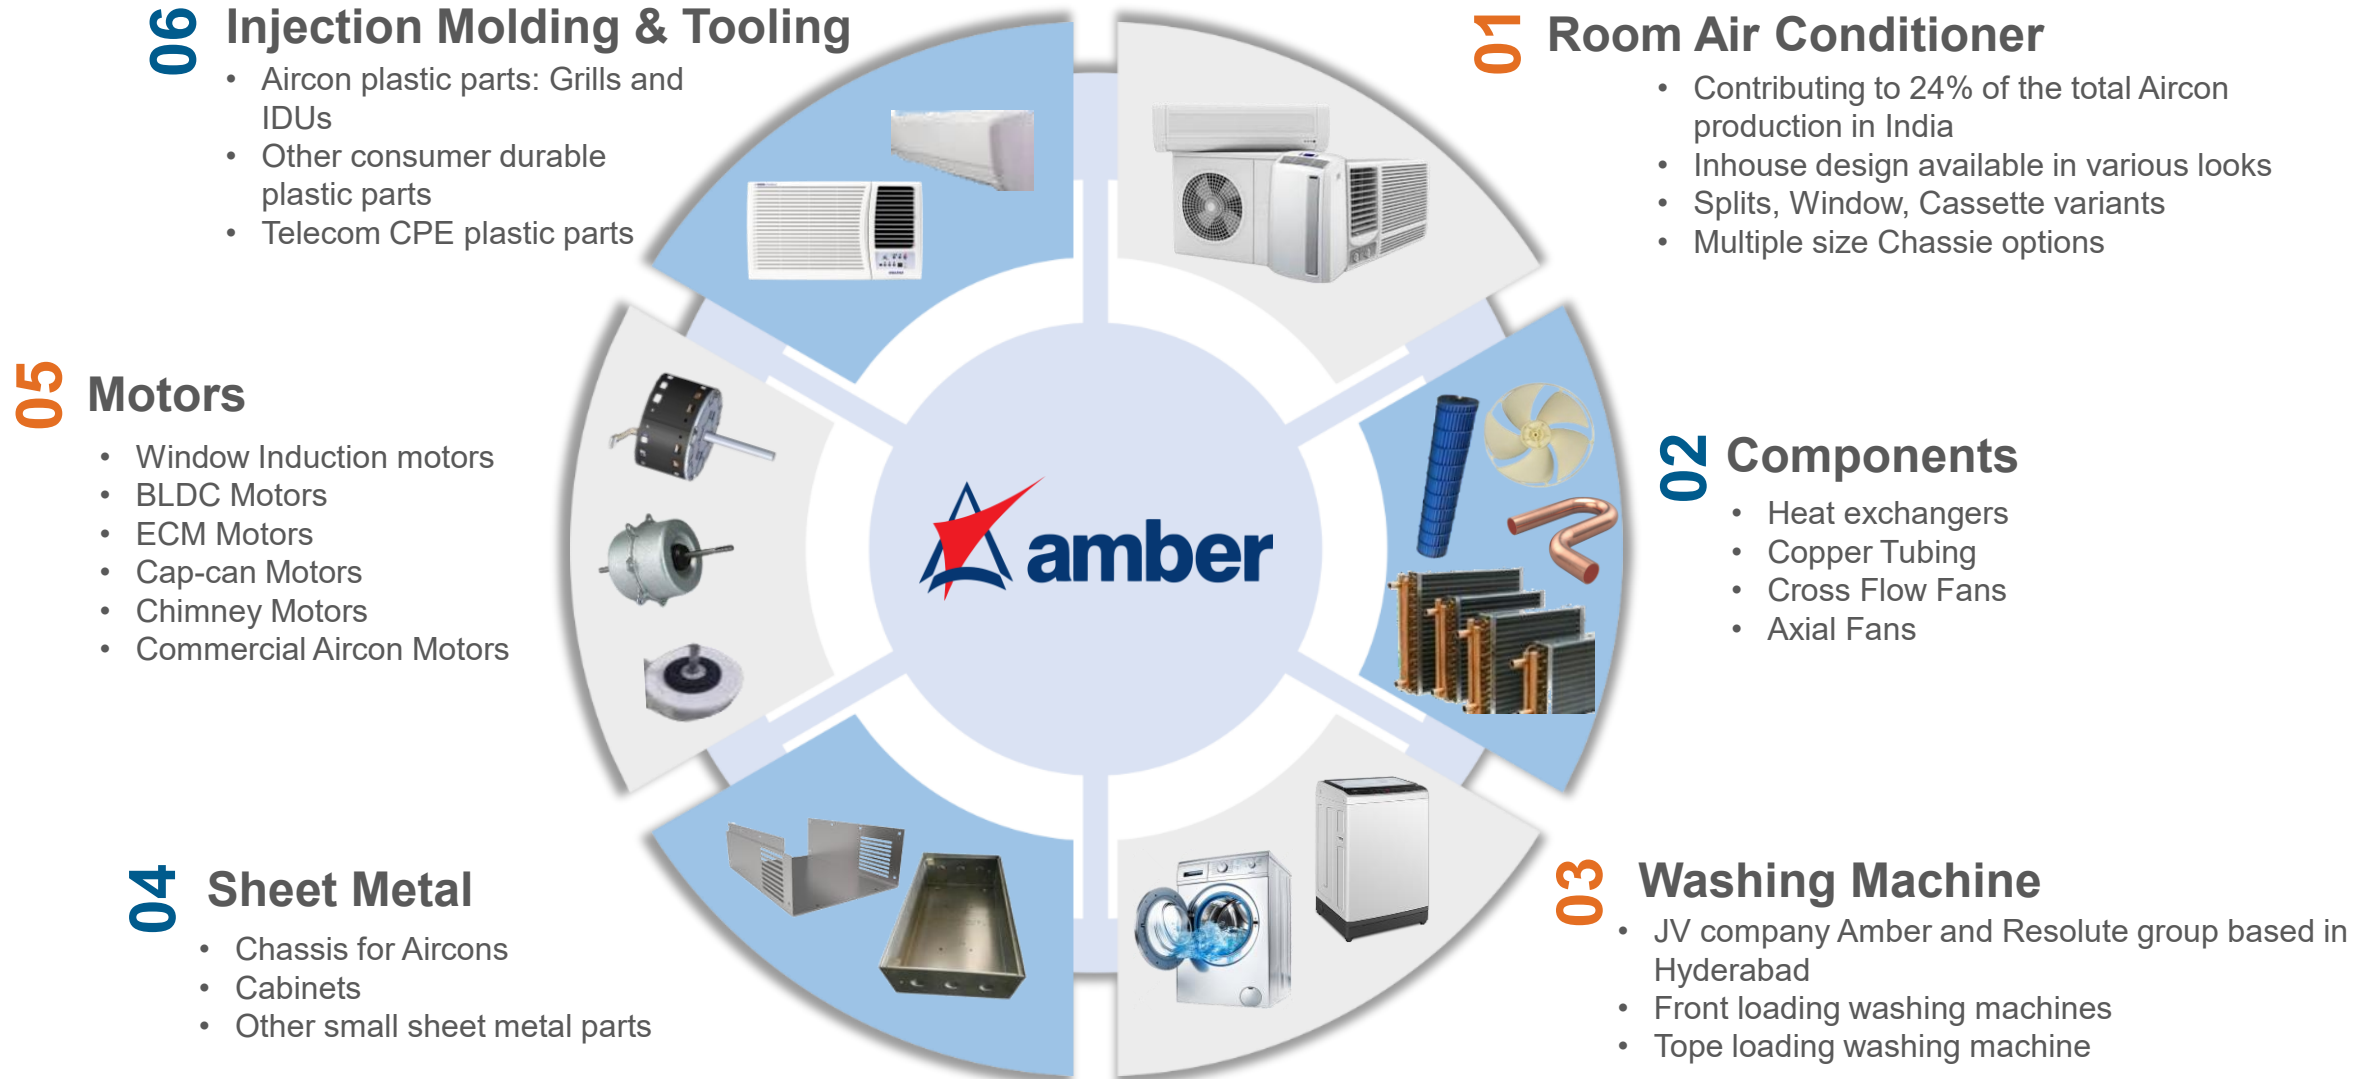 01
Room Air Conditioner
• Contributing to 24% of the total Aircon
production in India
• Inhouse design available in various looks
• Splits, Window, Cassette variants
• Multiple size Chassie options
02
Components
• Heat exchangers
• Copper Tubing
• Cross Flow Fans
• Axial Fans
03
Washing Machine
• JV company Amber and Resolute group based in
Hyderabad
• Front loading washing machines
• Tope loading washing machine
04
Sheet Metal
• Chassis for Aircons
• Cabinets
• Other small sheet metal parts
05
Motors
• Window Induction motors
• BLDC Motors
• ECM Motors
• Cap-can Motors
• Chimney Motors
• Commercial Aircon Motors
06
Injection Molding & Tooling
• Aircon plastic parts: Grills and
IDUs
• Other consumer durable
plastic parts
• Telecom CPE plastic parts
amber